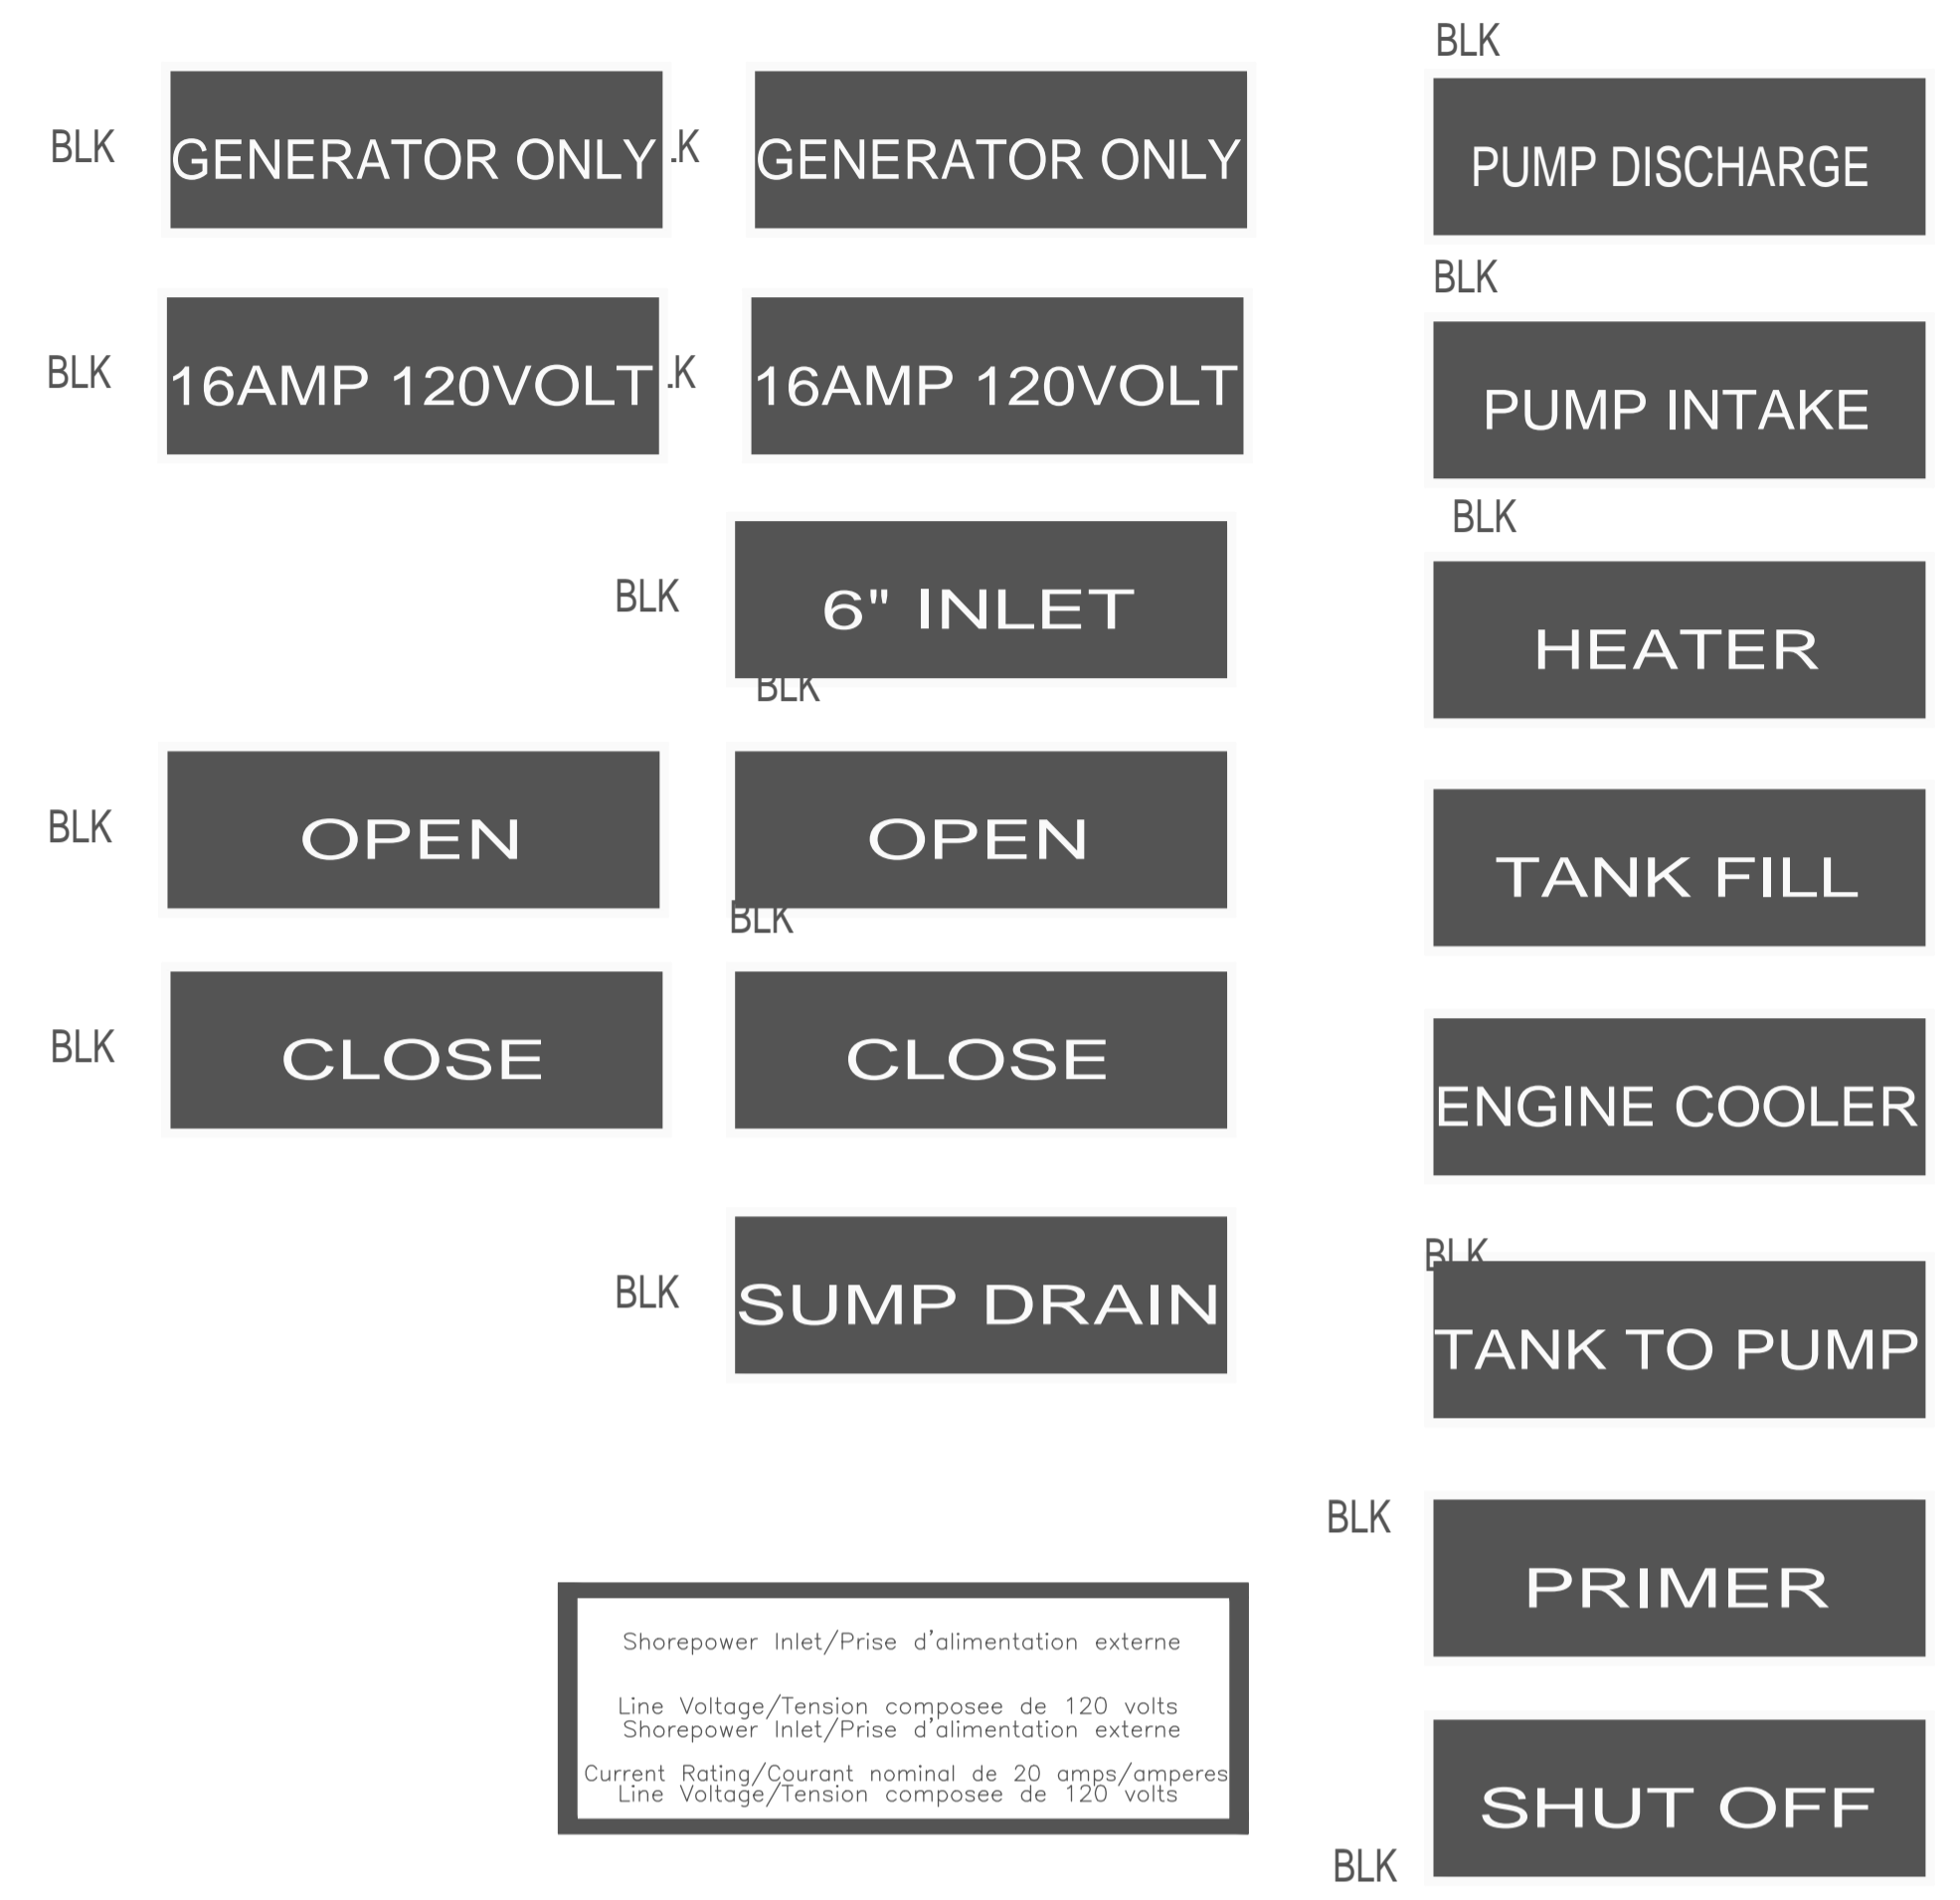 BLK
GENERATOR ONLY
.K
GENERATOR ONLY
BLK
16AMP 120VOLT
.K
16AMP 120VOLT
BLK
6" INLET
BLK
BLK
OPEN
OPEN
BLK
BLK
CLOSE
CLOSE
BLK
SUMP DRAIN
Shorepower Inlet/Prise d'alimentation externe
Line Voltage/Tension composee de 120 volts
Shorepower Inlet/Prise d'alimentation externe
Current Rating/Courant nominal de 20 amps/amperes
Line Voltage/Tension composee de 120 volts
BLK
PUMP DISCHARGE
BLK
PUMP INTAKE
BLK
HEATER
TANK FILL
ENGINE COOLER
BLK
TANK TO PUMP
BLK
PRIMER
SHUT OFF
BLK